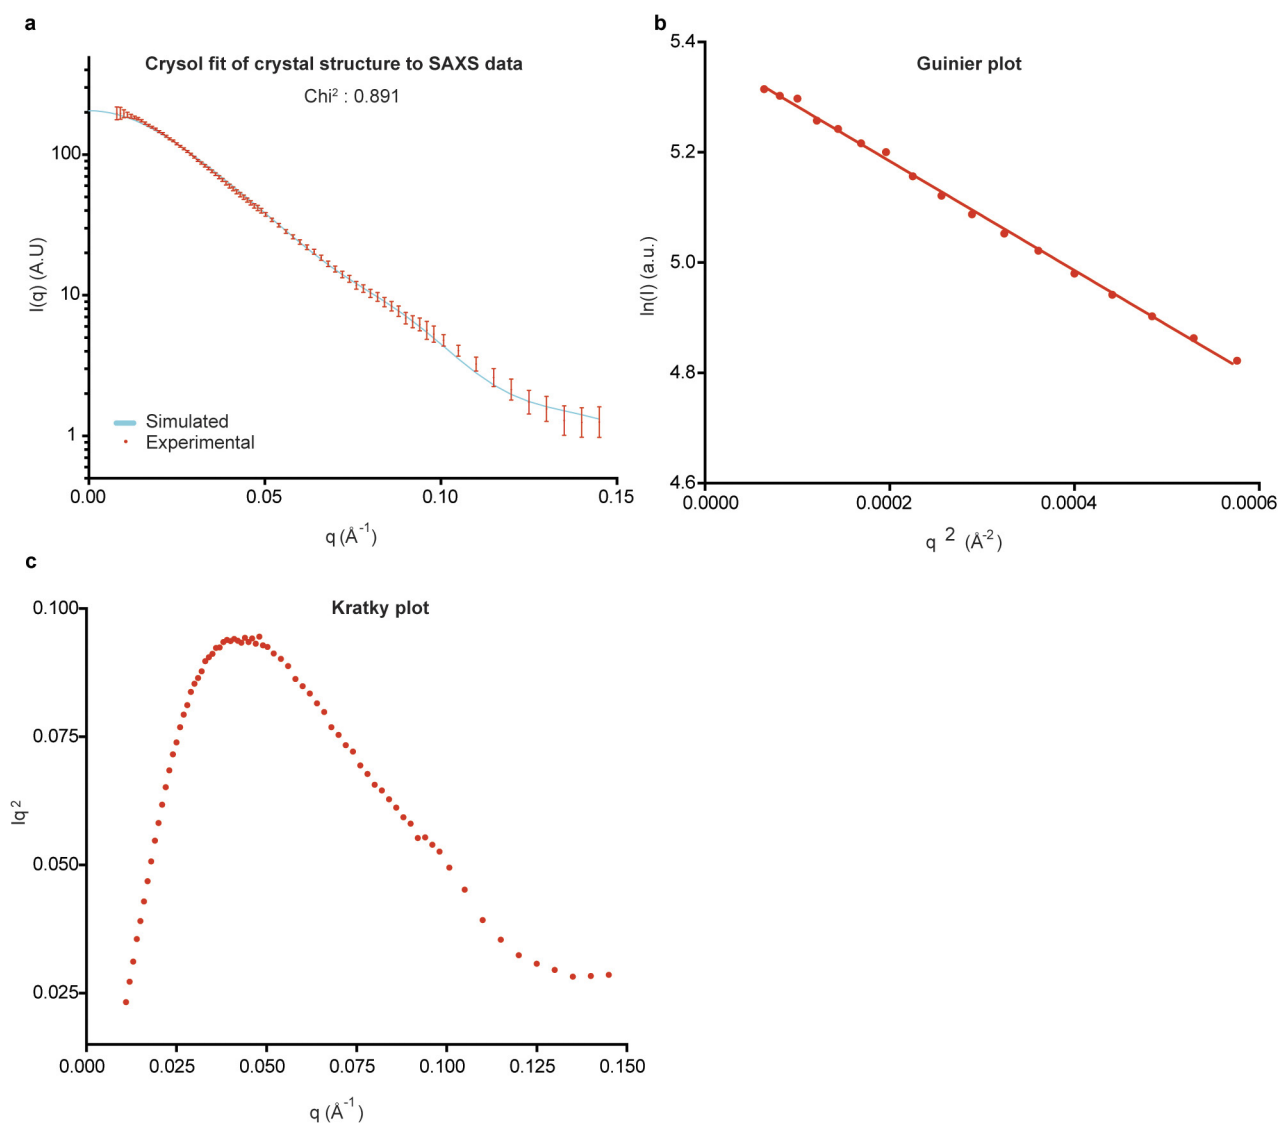 a
Crysol fit of crystal structure to SAXS data
Chi² : 0.891
100
10
1
I(q) (A.U)
Simulated
Experimental
0.00
0.05
0.10
0.15
q (Å⁻¹)
b
Guinier plot
5.4
5.2
5.0
4.8
4.6
ln(I) (a.u.)
0.0000
0.0002
0.0004
0.0006
q ² (Å⁻²)
c
Kratky plot
0.100
0.075
0.050
0.025
Iq²
0.000
0.025
0.050
0.075
0.100
0.125
0.150
q (Å⁻¹)